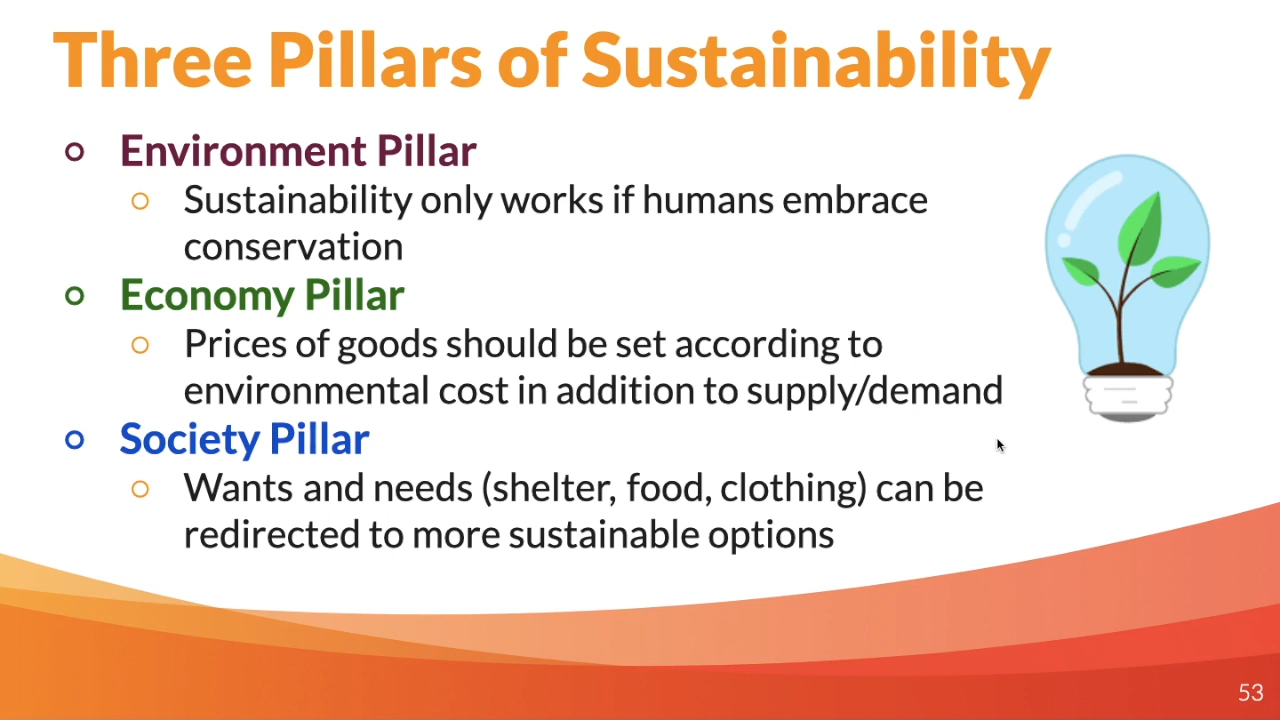 Three Pillars of Sustainability
Environment Pillar
Sustainability only works if humans embrace
conservation
Economy Pillar
Prices of goods should be set according to
environmental cost in addition to supply/demand
Society Pillar
Wants and needs (shelter, food, clothing) can be
redirected to more sustainable options
53